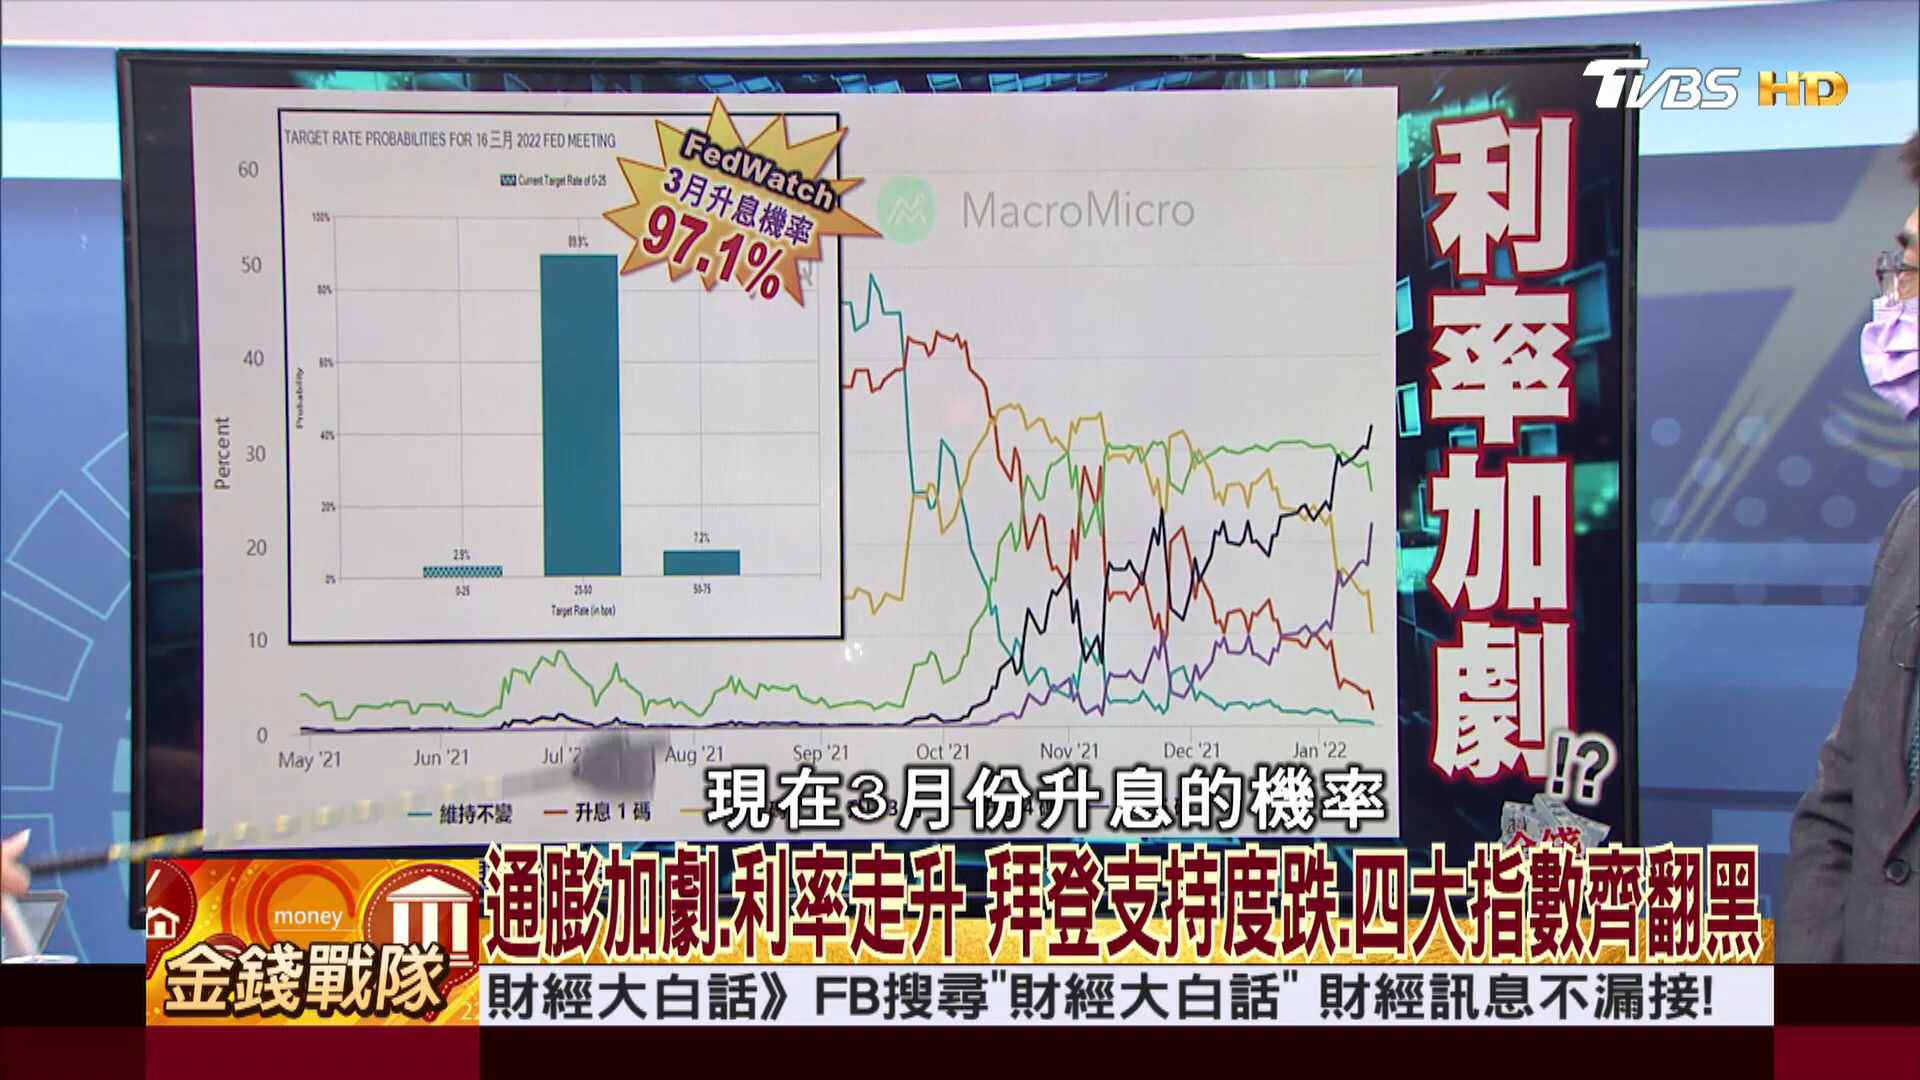 TVBS HD
利率加劇
!?
TARGET RATE PROBABILITIES FOR 16 三月 2022 FED MEETING
Current Target Rate of 0-25
FedWatch
3月升息機率
97.1%
MacroMicro
Probability
100%
80%
60%
40%
20%
0%
2.9%
89.9%
7.2%
0-25
25-50
50-75
Target Rate (in bps)
Percent
60
50
40
30
20
10
0
May '21
Jun '21
Jul '2
Aug '21
Sep '21
Oct '21
Nov '21
Dec '21
Jan '22
維持不變
升息 1 碼
現在3月份升息的機率
money
金錢戰隊
通膨加劇.利率走升 拜登支持度跌.四大指數齊翻黑
財經大白話》FB搜尋"財經大白話" 財經訊息不漏接!